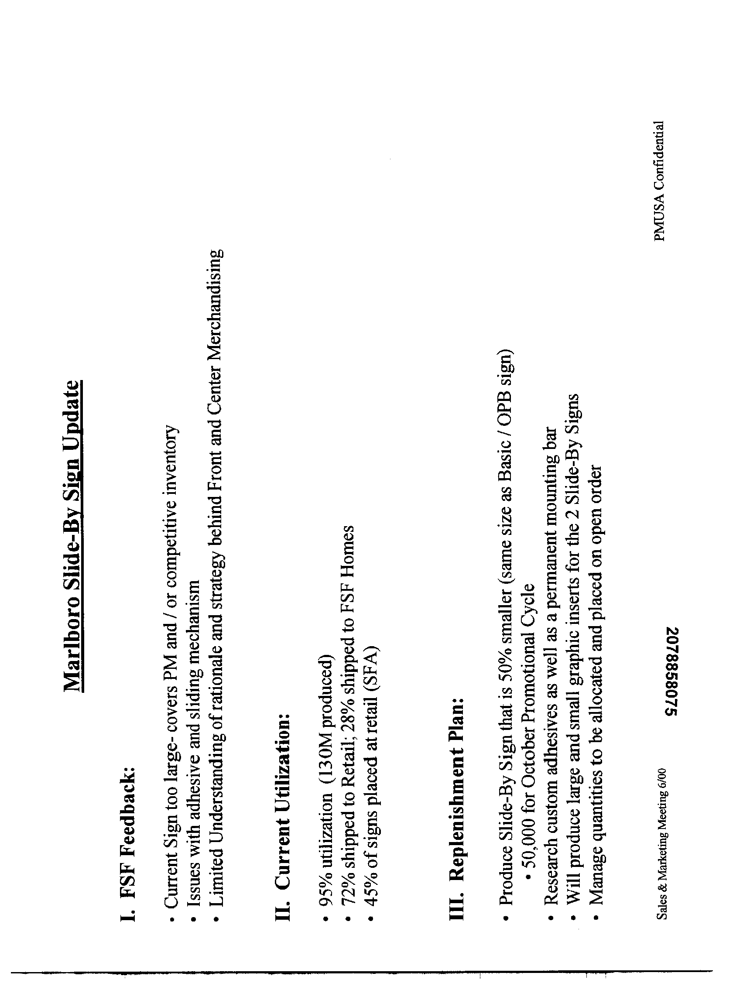 Marlboro Slide-By Sign Update
I. FSF Feedback:
• Current Sign too large- covers PM and / or competitive inventory
• Issues with adhesive and sliding mechanism
• Limited Understanding of rationale and strategy behind Front and Center Merchandising
II. Current Utilization:
• 95% utilization (130M produced)
• 72% shipped to Retail; 28% shipped to FSF Homes
• 45% of signs placed at retail (SFA)
III. Replenishment Plan:
• Produce Slide-By Sign that is 50% smaller (same size as Basic / OPB sign)
• 50,000 for October Promotional Cycle
• Research custom adhesives as well as a permanent mounting bar
• Will produce large and small graphic inserts for the 2 Slide-By Signs
• Manage quantities to be allocated and placed on open order
Sales & Marketing Meeting 6/00
2078858075
PMUSA Confidential